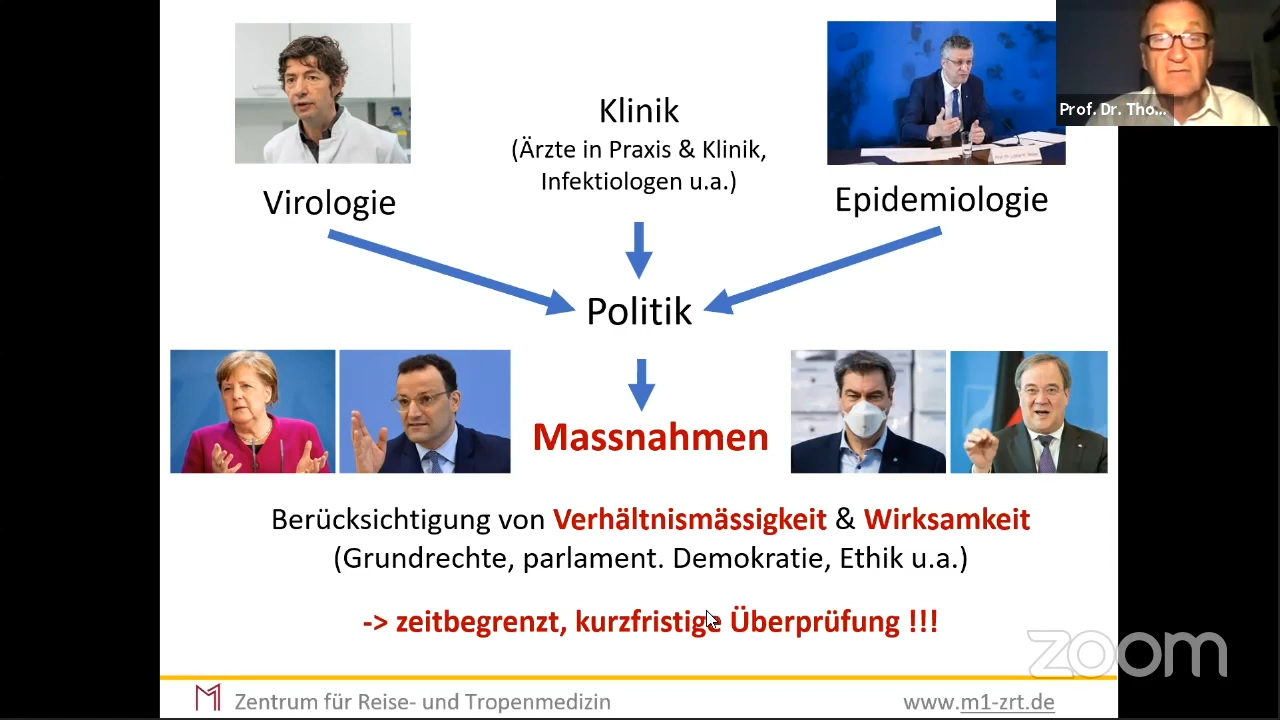 Prof. Dr. Tho...
Klinik
(Ärzte in Praxis & Klinik,
Infektiologen u.a.)
Virologie
Epidemiologie
Politik
Massnahmen
Berücksichtigung von Verhältnismässigkeit & Wirksamkeit
(Grundrechte, parlament. Demokratie, Ethik u.a.)
-> zeitbegrenzt, kurzfristige Überprüfung !!!
zoom
Zentrum für Reise- und Tropenmedizin
www.m1-zrt.de